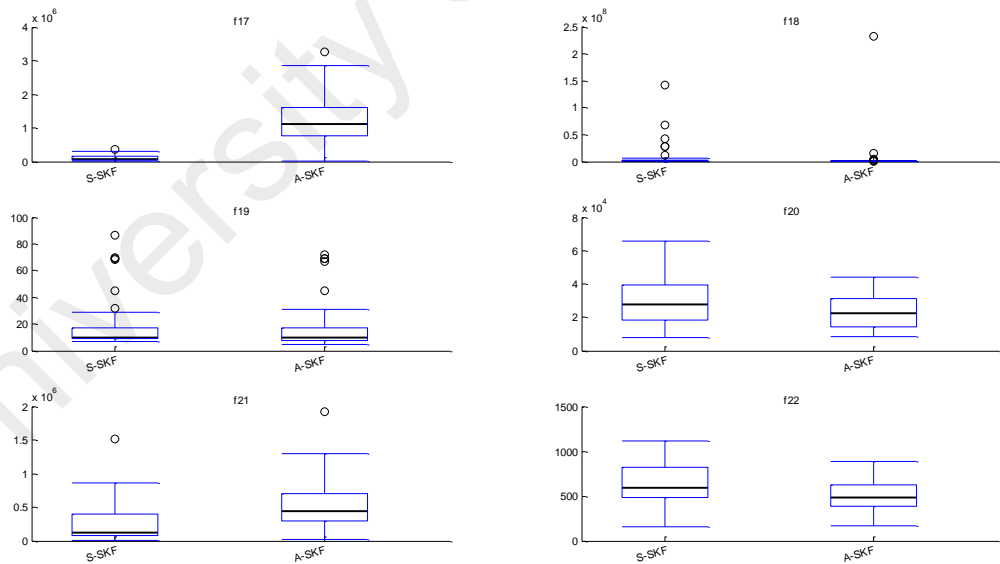 x 10^6
f17
4
3
2
1
0
S-SKF
A-SKF
x 10^8
f18
2.5
2
1.5
1
0.5
0
S-SKF
A-SKF
f19
100
80
60
40
20
0
S-SKF
A-SKF
x 10^4
f20
8
6
4
2
0
S-SKF
A-SKF
x 10^6
f21
2
1.5
1
0.5
0
S-SKF
A-SKF
f22
1500
1000
500
0
S-SKF
A-SKF
niversity